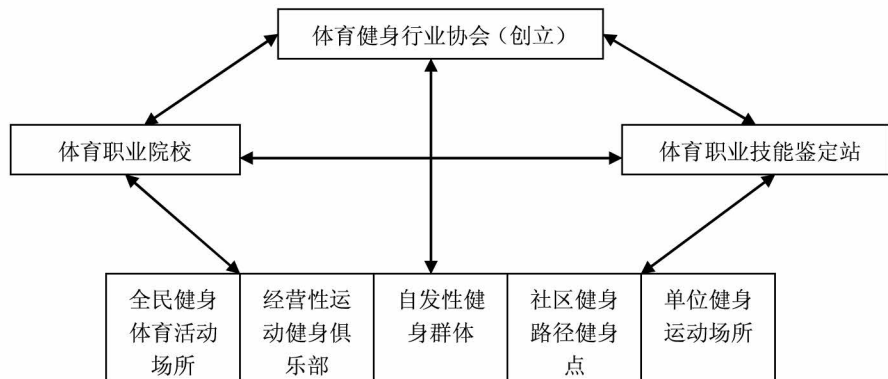 体育健身行业协会（创立）
体育职业院校
体育职业技能鉴定站
全民健身
体育活动
场所
经营性运
动健身俱
乐部
自发性健
身群体
社区健身
路径健身
点
单位健身
运动场所